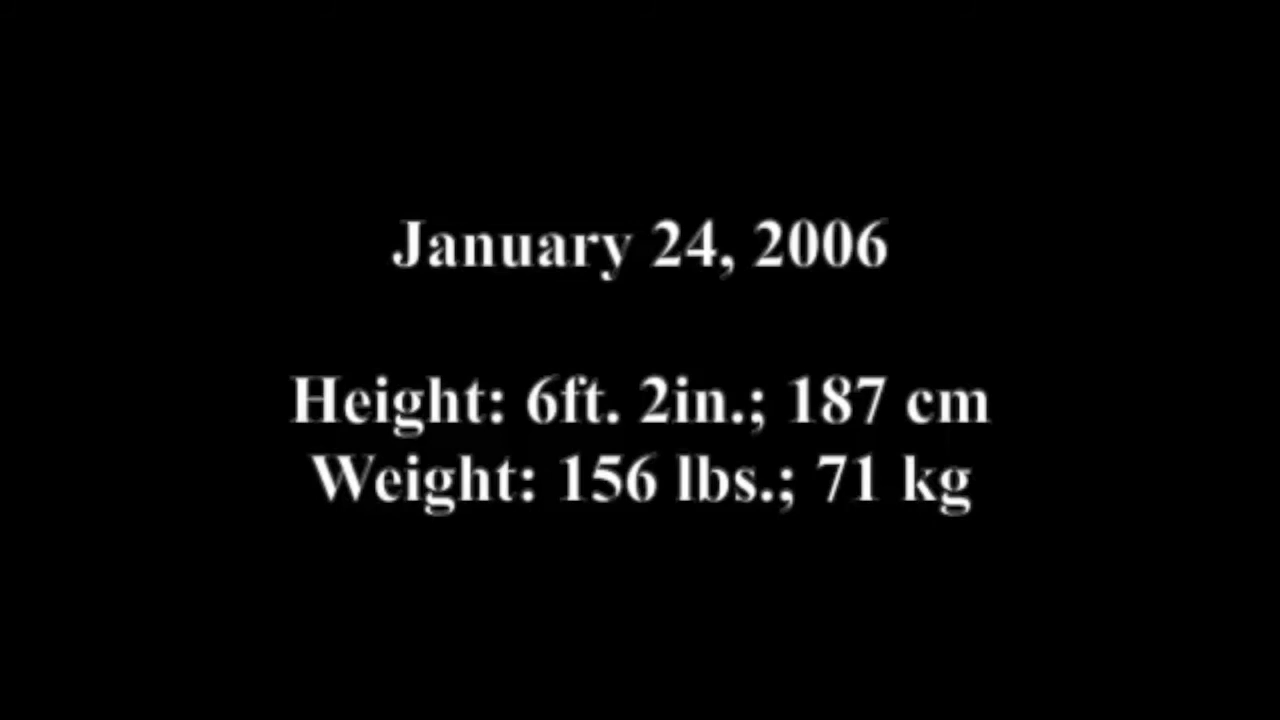 January 24, 2006
Height: 6ft. 2in.; 187 cm
Weight: 156 lbs.; 71 kg